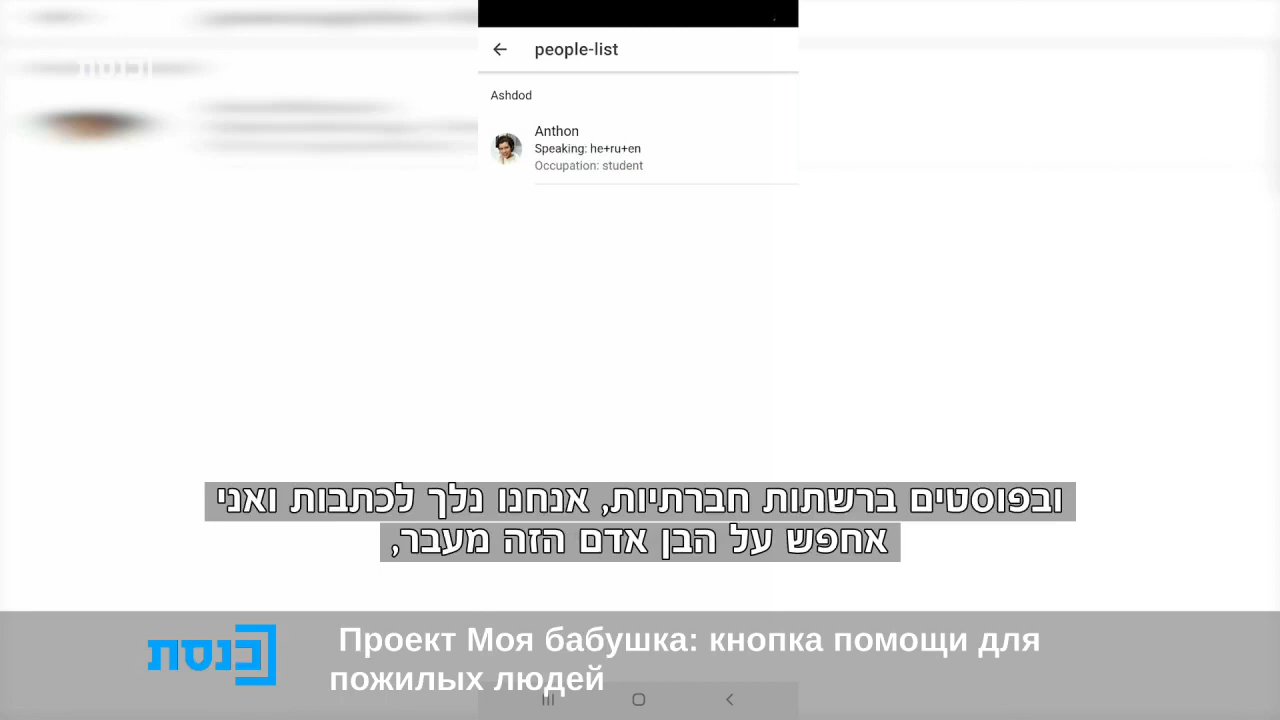 people-list
כנסת
Ashdod
Anthon
Speaking: he+ru+en
Occupation: student
ובפוסטים ברשתות חברתיות, אנחנו נלך לכתבות ואני
אחפש על הבן אדם הזה מעבר,
כנסת
Проект Моя бабушка: кнопка помощи для
пожилых людей